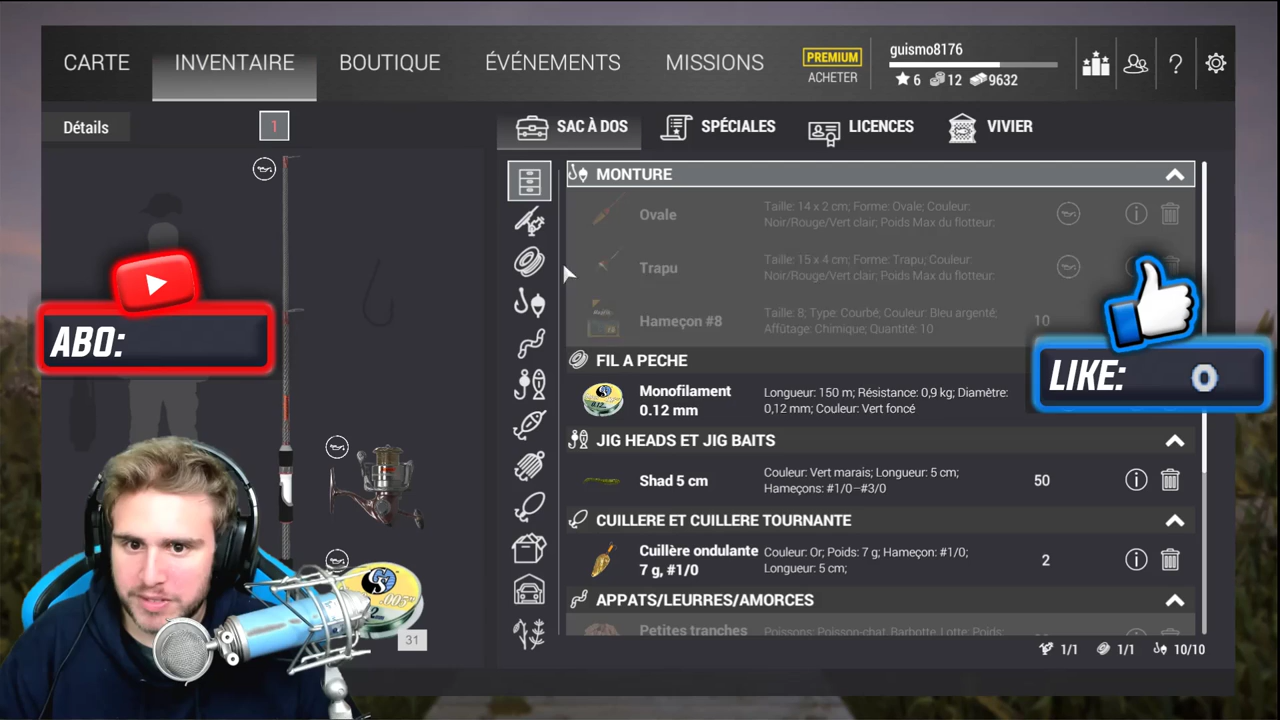 CARTE
INVENTAIRE
BOUTIQUE
ÉVÉNEMENTS
MISSIONS
PREMIUM
ACHETER
guismo8176
6 12 9632
Détails
1
SAC À DOS
SPÉCIALES
LICENCES
VIVIER
MONTURE
Ovale
Taille: 14 x 2 cm; Forme: Ovale; Couleur:
Noir/Rouge/Vert clair; Poids Max du flotteur:
Trapu
Taille: 15 x 4 cm; Forme: Trapu; Couleur:
Noir/Rouge/Vert clair; Poids Max du flotteur:
Hameçon #8
Taille: 8; Type: Courbé; Couleur: Bleu argenté;
Affûtage: Chimique; Quantité: 10
10
FIL A PECHE
Monofilament
0.12 mm
Longueur: 150 m; Résistance: 0,9 kg; Diamètre:
0,12 mm; Couleur: Vert foncé
JIG HEADS ET JIG BAITS
Shad 5 cm
Couleur: Vert marais; Longueur: 5 cm;
Hameçons: #1/0–#3/0
50
CUILLERE ET CUILLERE TOURNANTE
Cuillère ondulante
7 g, #1/0
Couleur: Or; Poids: 7 g; Hameçon: #1/0;
Longueur: 5 cm;
2
APPATS/LEURRES/AMORCES
Petites tranches
Poissons: Poisson-chat, Barbotte, Lotte; Poids:
1/1
1/1
10/10
ABO:
LIKE: 0
.005"
31